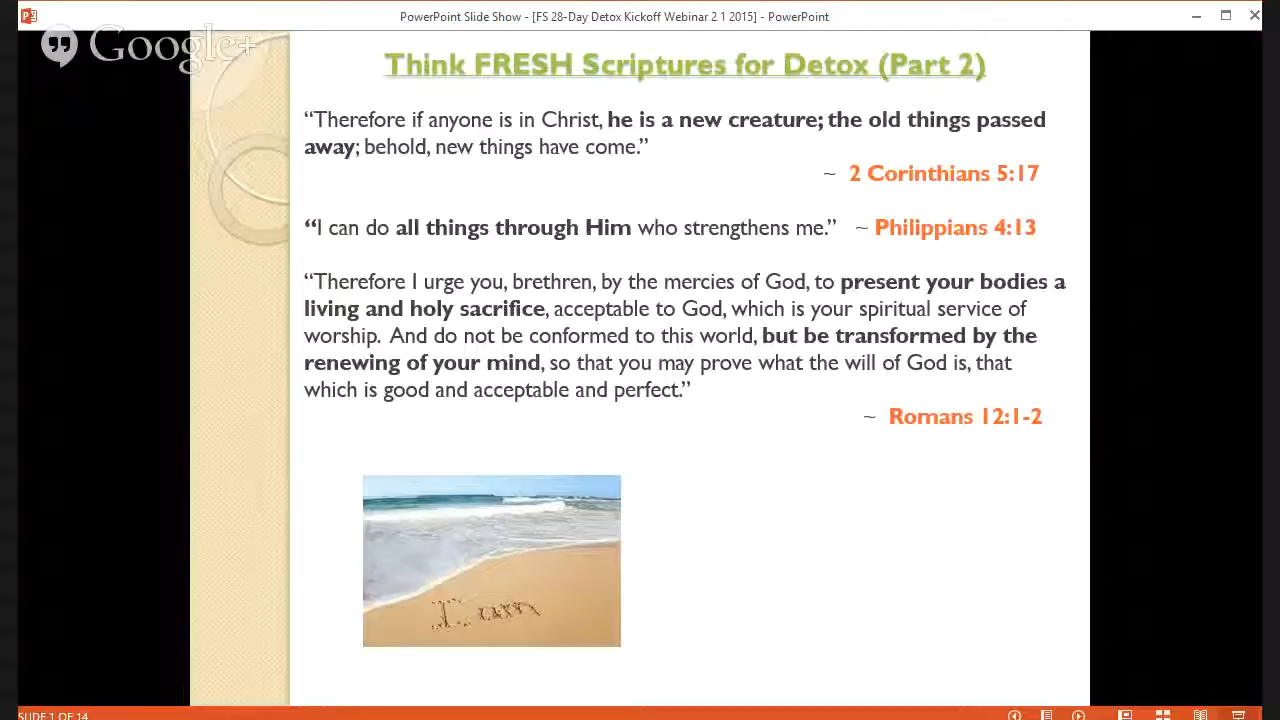 PowerPoint Slide Show - [FS 28-Day Detox Kickoff Webinar 2 1 2015] - PowerPoint
Google+
Think FRESH Scriptures for Detox (Part 2)
“Therefore if anyone is in Christ, he is a new creature; the old things passed
away; behold, new things have come.”
~ 2 Corinthians 5:17
“I can do all things through Him who strengthens me.” ~ Philippians 4:13
“Therefore I urge you, brethren, by the mercies of God, to present your bodies a
living and holy sacrifice, acceptable to God, which is your spiritual service of
worship. And do not be conformed to this world, but be transformed by the
renewing of your mind, so that you may prove what the will of God is, that
which is good and acceptable and perfect.”
~ Romans 12:1-2
I am
SLIDE 1 OF 14